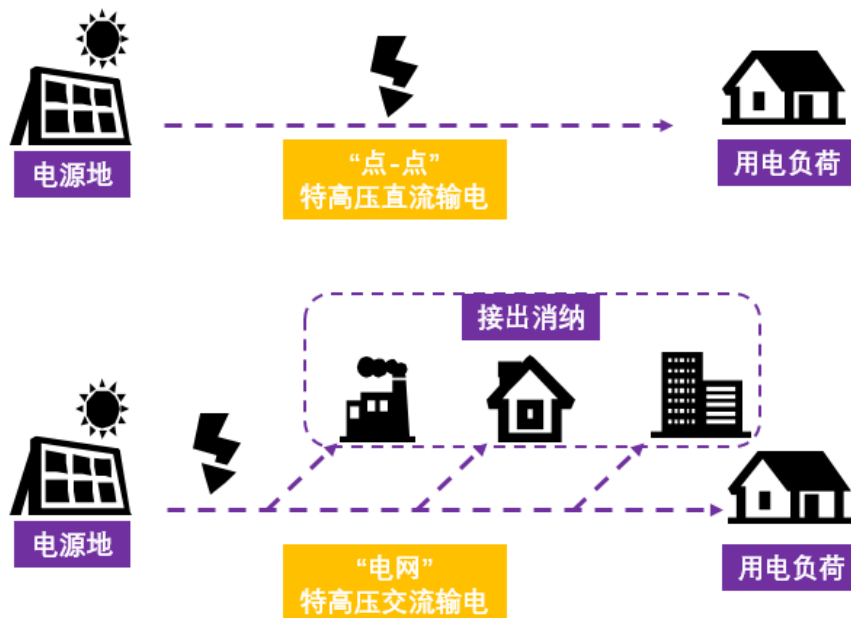 电源地
“点-点”
特高压直流输电
用电负荷
接出消纳
电源地
“电网”
特高压交流输电
用电负荷